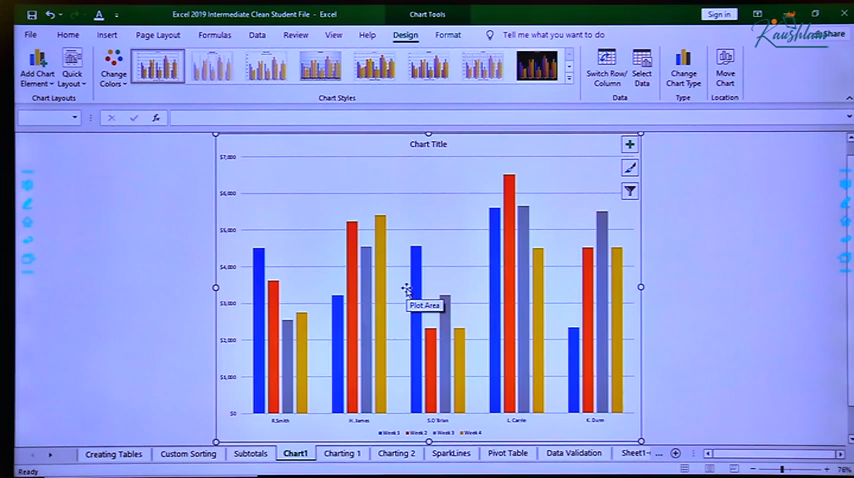 Excel 2019 Intermediate Clean Student File - Excel
Chart Tools
Sign in
Kaushlam
File Home Insert Page Layout Formulas Data Review View Help Design Format Tell me what you want to do
Add Chart Element
Quick Layout
Change Colors
Switch Row/ Column
Select Data
Change Chart Type
Move Chart
Chart Layouts
Chart Styles
Data
Type
Location
fx
Chart Title
$7,000
$6,000
$5,000
$4,000
$3,000
$2,000
$1,000
$0
Plot Area
R.Smith H. James S.O'Brian L. Carrie K. Dunn
Week 1 Week 2 Week 3 Week 4
Creating Tables Custom Sorting Subtotals Chart1 Charting 1 Charting 2 SparkLines Pivot Table Data Validation Sheet1 ...
Ready
76%